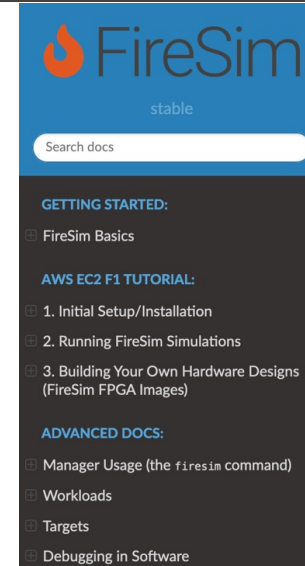 FireSim
stable
Search docs
GETTING STARTED:
FireSim Basics
AWS EC2 F1 TUTORIAL:
1. Initial Setup/Installation
2. Running FireSim Simulations
3. Building Your Own Hardware Designs
(FireSim FPGA Images)
ADVANCED DOCS:
Manager Usage (the firesim command)
Workloads
Targets
Debugging in Software